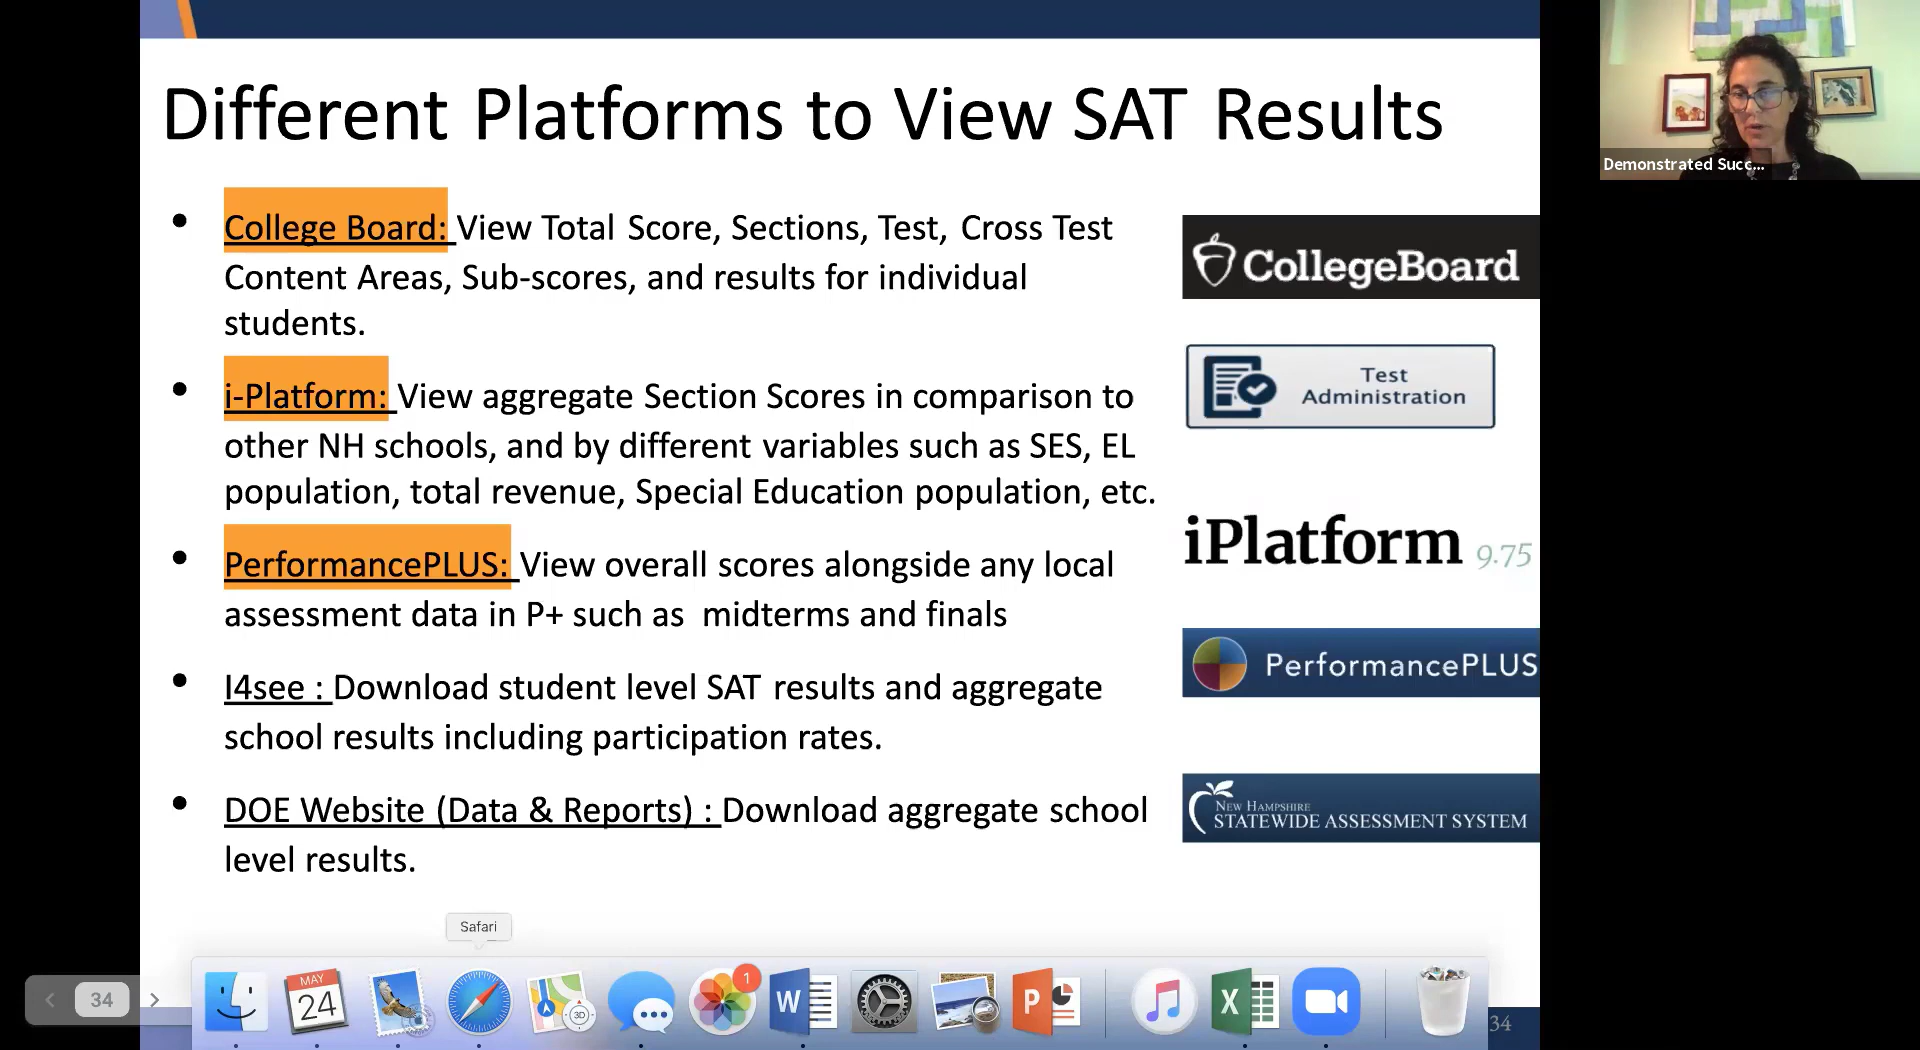 Different Platforms to View SAT Results
Demonstrated Succ...
• College Board: View Total Score, Sections, Test, Cross Test
Content Areas, Sub-scores, and results for individual
students.
• i-Platform: View aggregate Section Scores in comparison to
other NH schools, and by different variables such as SES, EL
population, total revenue, Special Education population, etc.
• PerformancePLUS: View overall scores alongside any local
assessment data in P+ such as  midterms and finals
• I4see : Download student level SAT results and aggregate
school results including participation rates.
• DOE Website (Data & Reports) : Download aggregate school
level results.
CollegeBoard
Test
Administration
iPlatform 9.75
PerformancePLUS
NEW HAMPSHIRE
STATEWIDE ASSESSMENT SYSTEM
Safari
34
MAY
24
3D
1
W
P
X
34